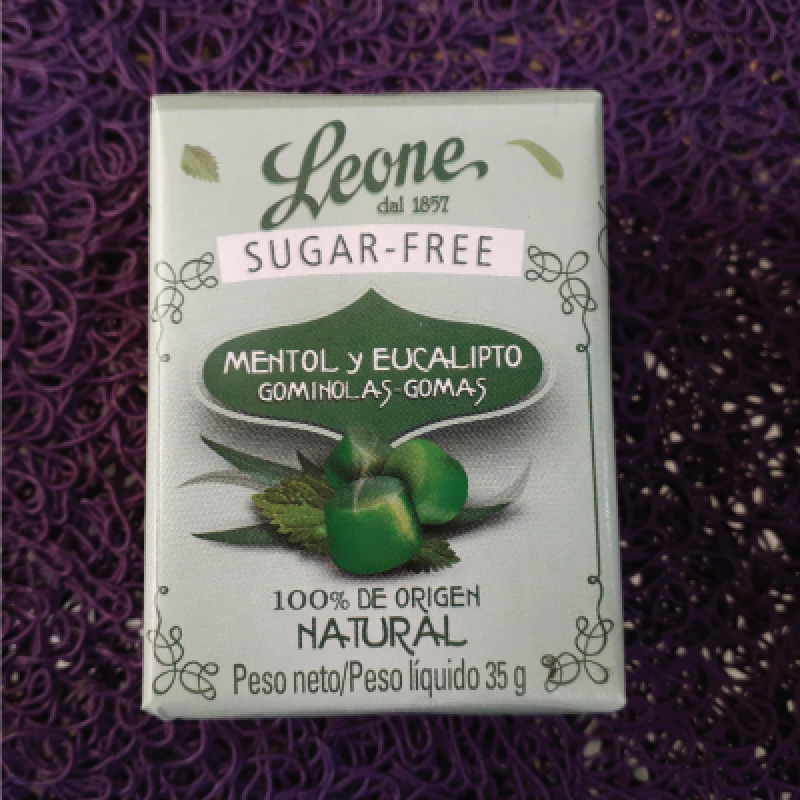 Leone
dal 1857
SUGAR-FREE
MENTOL y EUCALIPTO
GOMINOLAS-GOMAS
100% DE ORIGEN
NATURAL
Peso neto/Peso líquido 35 g